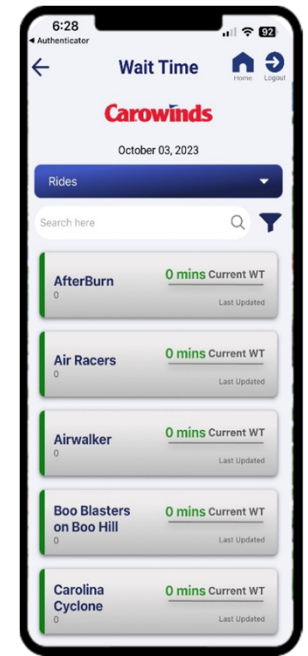 6:28
92
Authenticator
Wait Time
Home
Logout
Carowinds
October 03, 2023
Rides
Search here
AfterBurn
0
0 mins Current WT
Last Updated
Air Racers
0
0 mins Current WT
Last Updated
Airwalker
0
0 mins Current WT
Last Updated
Boo Blasters
on Boo Hill
0
0 mins Current WT
Last Updated
Carolina
Cyclone
0
0 mins Current WT
Last Updated